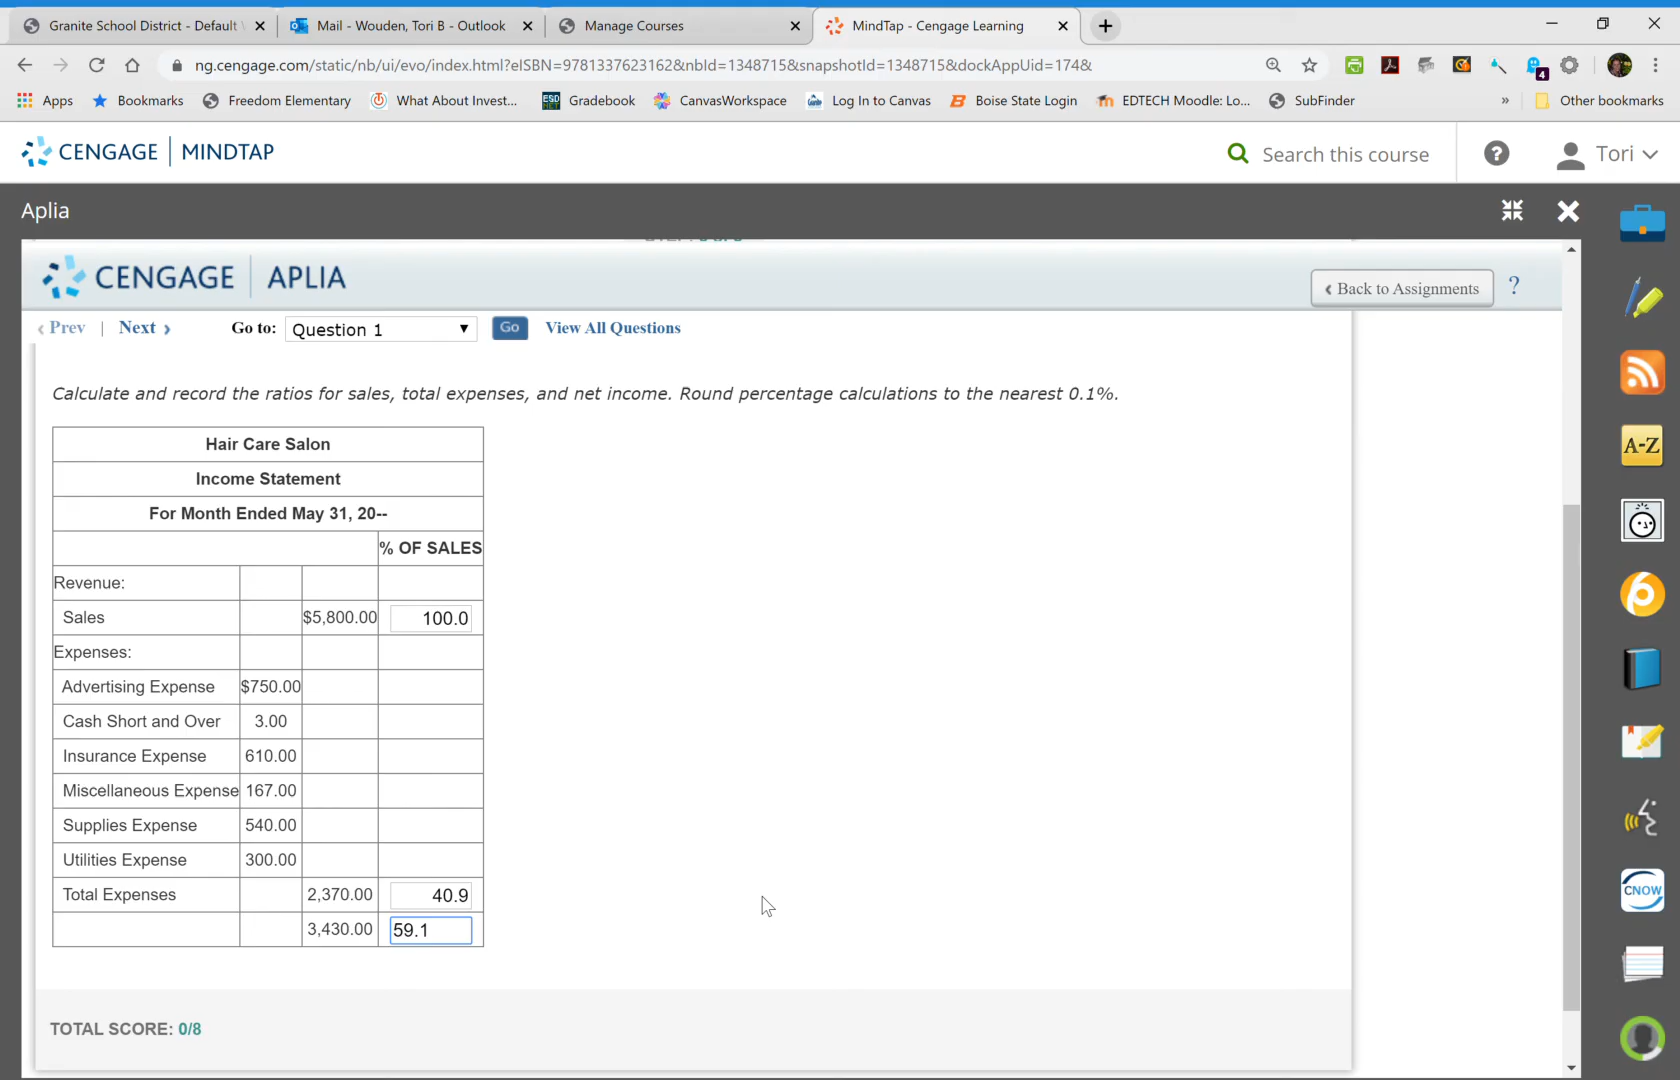 Granite School District - Default
Mail - Wouden, Tori B - Outlook
Manage Courses
MindTap - Cengage Learning
ng.cengage.com/static/nb/ui/evo/index.html?eISBN=9781337623162&nbId=1348715&snapshotId=1348715&dockAppUid=174&
4
Apps
Bookmarks
Freedom Elementary
What About Invest...
Gradebook
CanvasWorkspace
Log In to Canvas
Boise State Login
EDTECH Moodle: Lo...
SubFinder
»
Other bookmarks
CENGAGE | MINDTAP
Search this course
?
Tori
Aplia
CENGAGE | APLIA
‹ Back to Assignments
?
‹ Prev | Next ›
Go to: Question 1
Go
View All Questions
Calculate and record the ratios for sales, total expenses, and net income. Round percentage calculations to the nearest 0.1%.
Hair Care Salon
Income Statement
For Month Ended May 31, 20--
% OF SALES
Revenue:
Sales $5,800.00 100.0
Expenses:
Advertising Expense $750.00
Cash Short and Over 3.00
Insurance Expense 610.00
Miscellaneous Expense 167.00
Supplies Expense 540.00
Utilities Expense 300.00
Total Expenses 2,370.00 40.9
3,430.00 59.1
TOTAL SCORE: 0/8
A-Z
CNOW